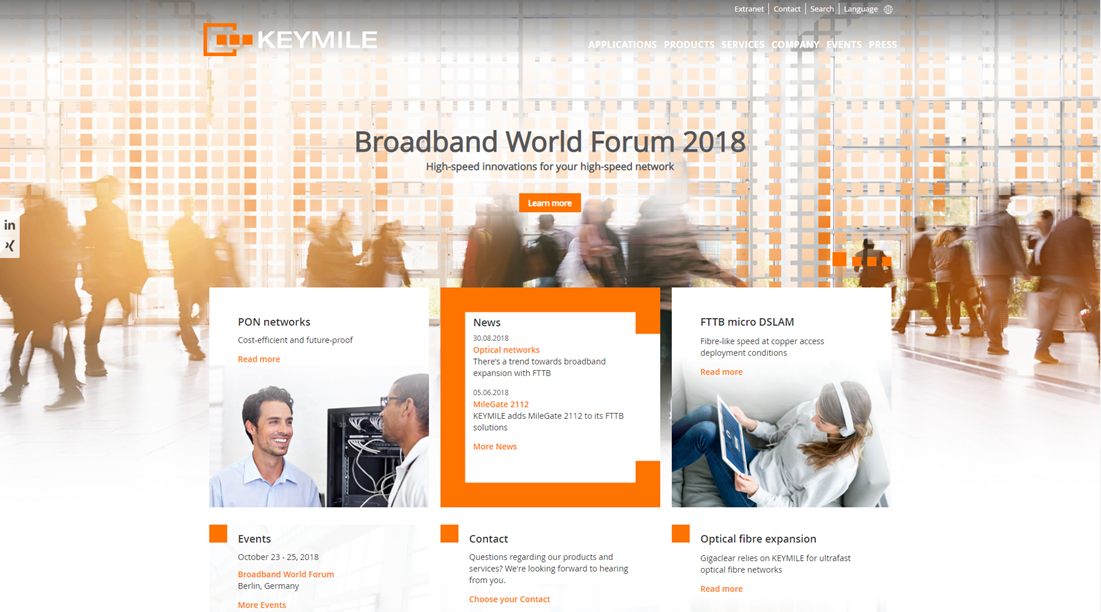 Extranet Contact Search Language
KEYMILE
APPLICATIONS PRODUCTS SERVICES COMPANY EVENTS PRESS
Broadband World Forum 2018
High-speed innovations for your high-speed network
Learn more
in
PON networks
Cost-efficient and future-proof
Read more
News
30.08.2018
Optical networks
There's a trend towards broadband
expansion with FTTB
05.06.2018
MileGate 2112
KEYMILE adds MileGate 2112 to its FTTB
solutions
More News
FTTB micro DSLAM
Fibre-like speed at copper access
deployment conditions
Read more
Events
October 23 - 25, 2018
Broadband World Forum
Berlin, Germany
More Events
Contact
Questions regarding our products and
services? We're looking forward to hearing
from you.
Choose your Contact
Optical fibre expansion
Gigaclear relies on KEYMILE for ultrafast
optical fibre networks
Read more